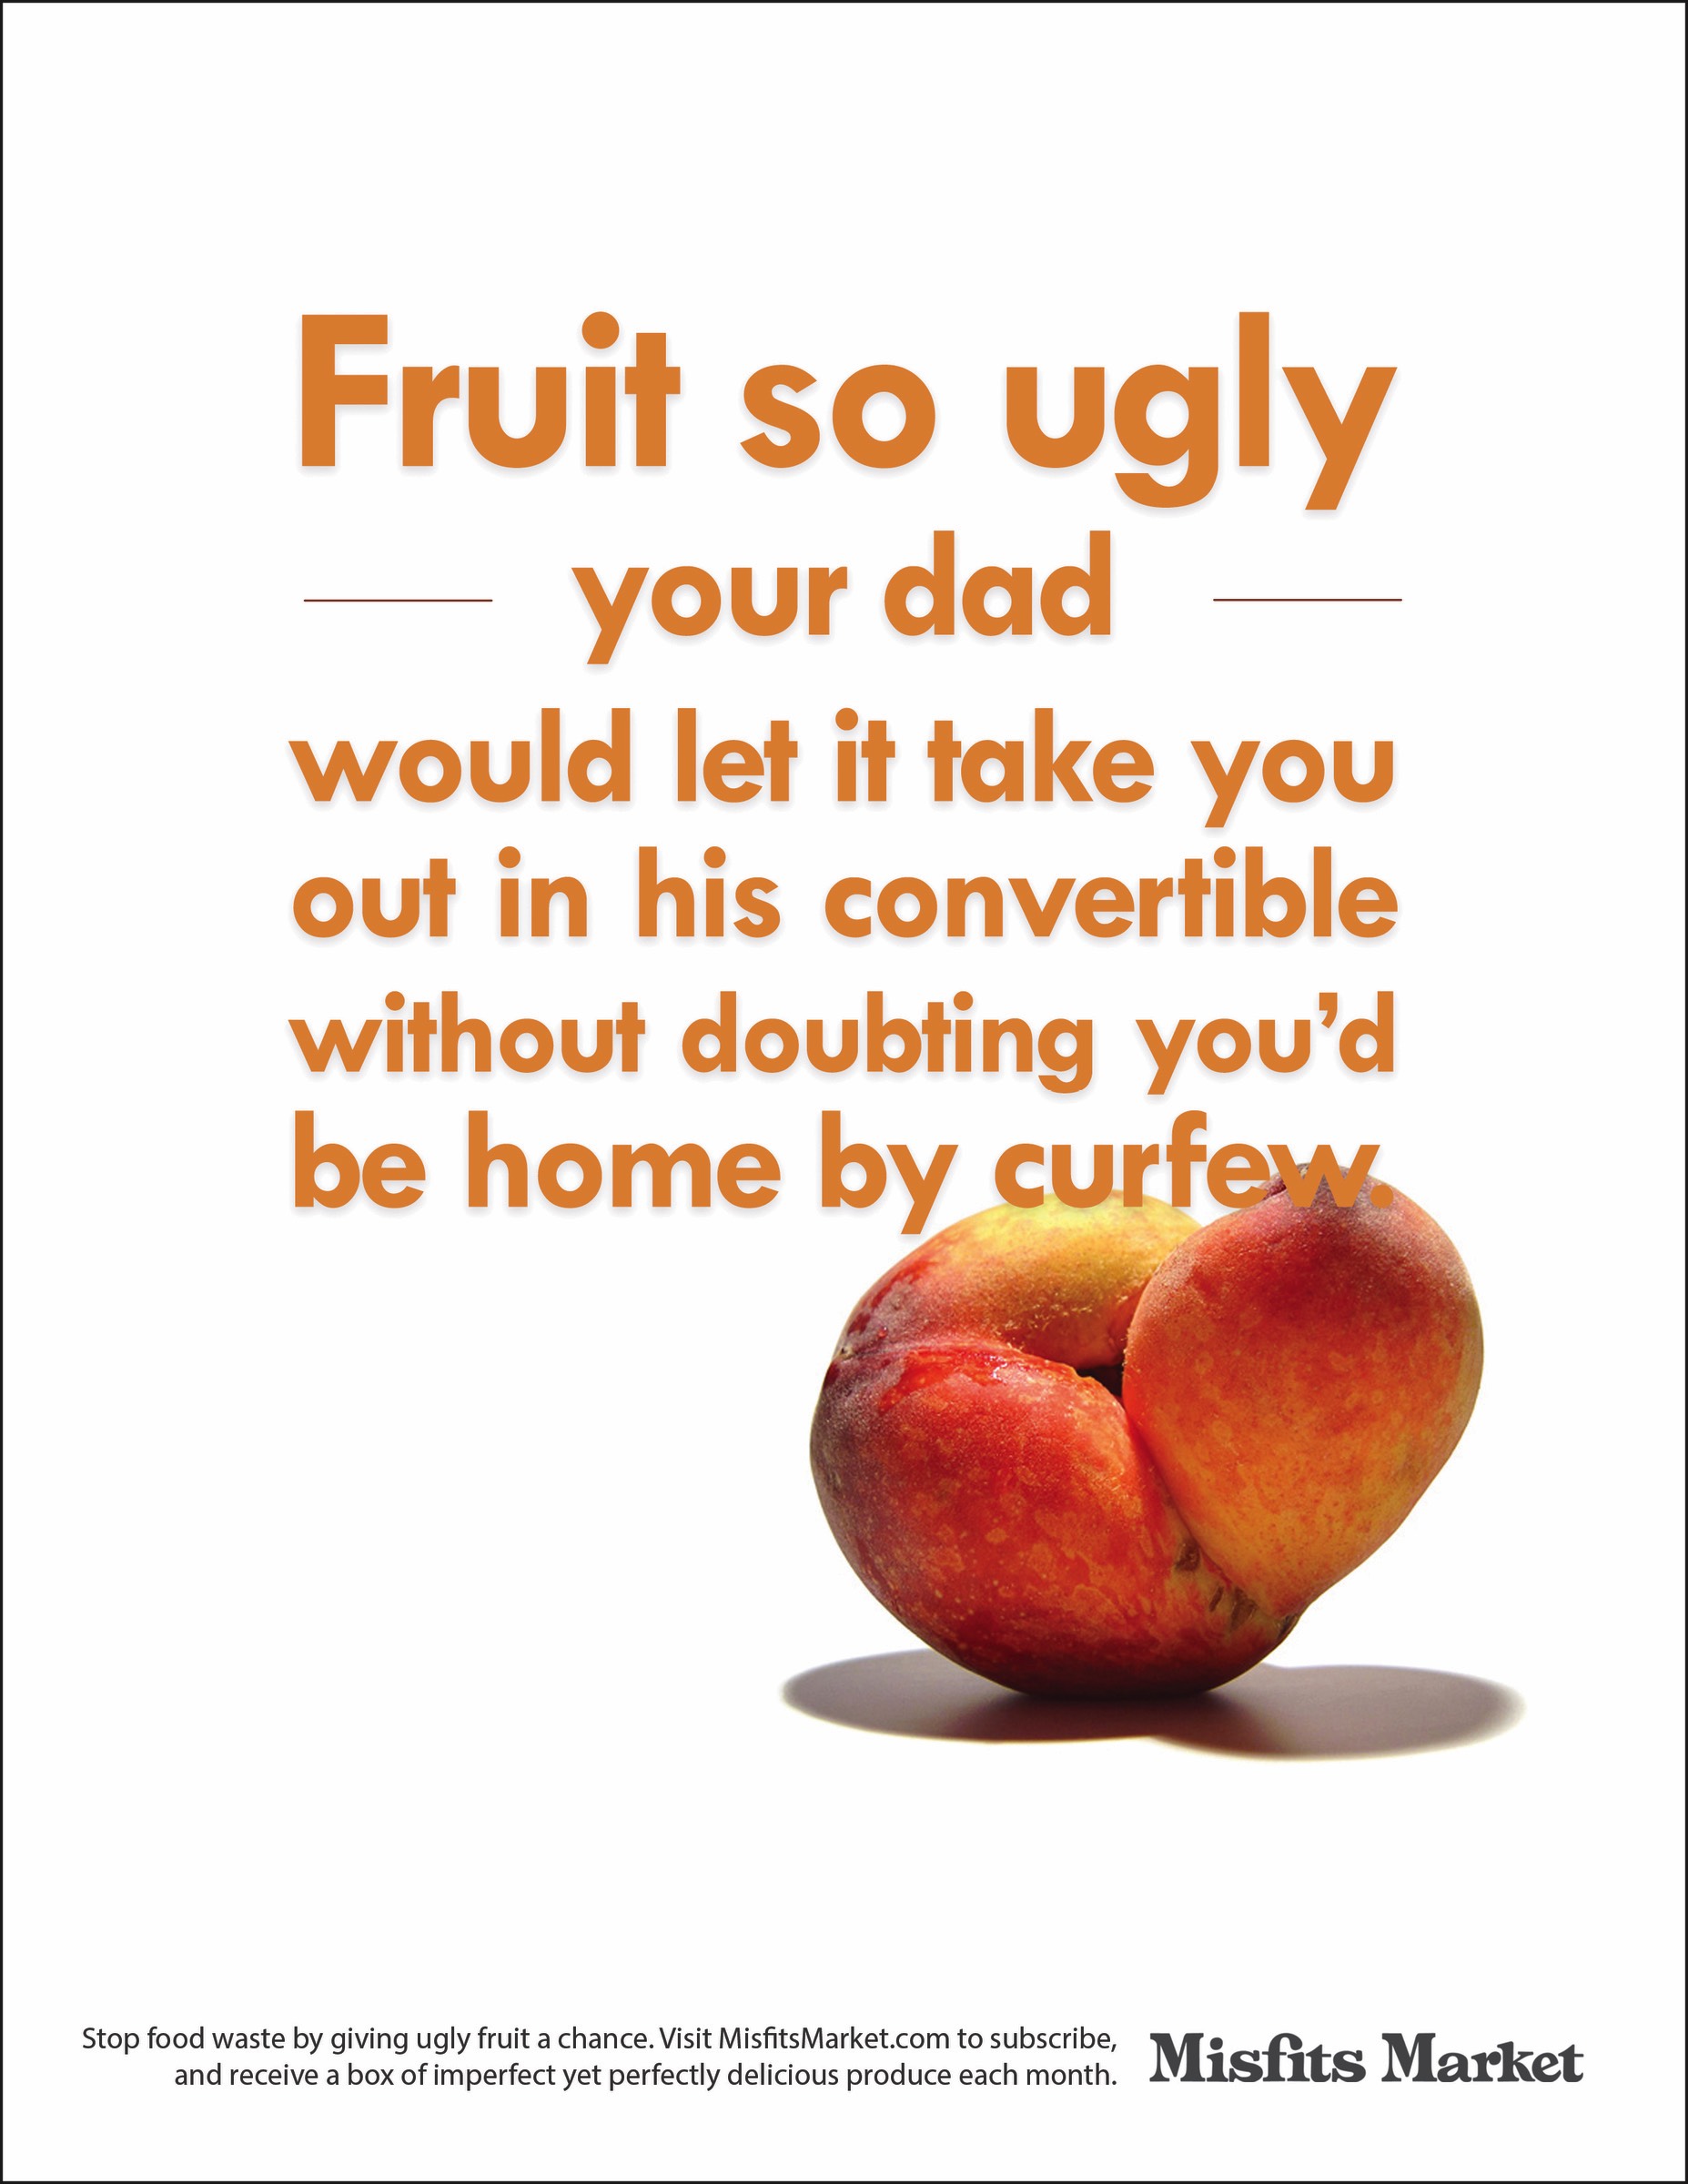 Fruit so ugly
your dad
would let it take you
out in his convertible
without doubting you’d
be home by curfew.
Stop food waste by giving ugly fruit a chance. Visit MisfitsMarket.com to subscribe,
and receive a box of imperfect yet perfectly delicious produce each month.
Misfits Market